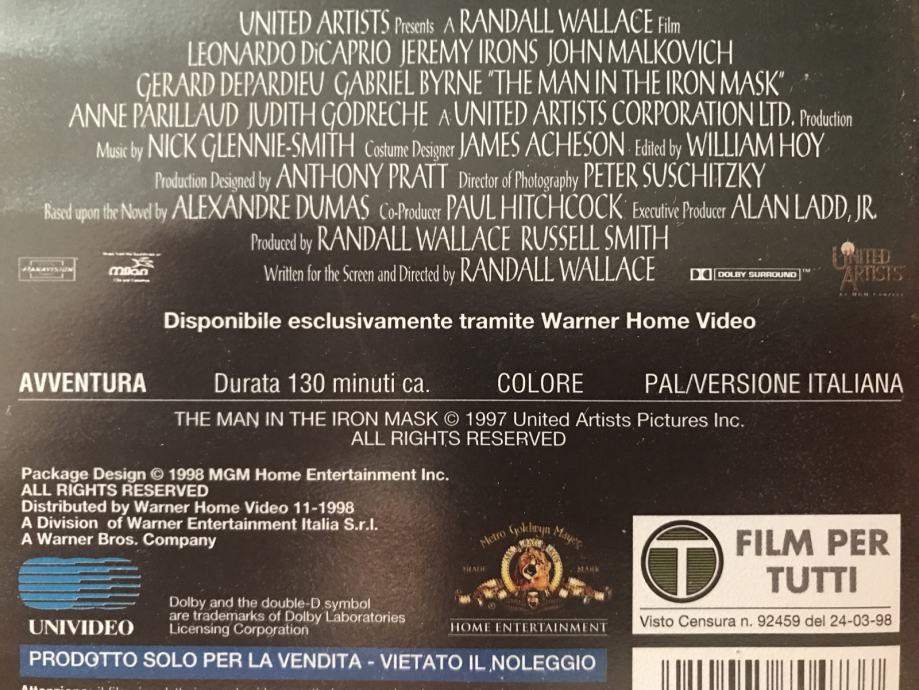 UNITED ARTISTS Presents A RANDALL WALLACE Film
LEONARDO DiCAPRIO JEREMY IRONS JOHN MALKOVICH
GERARD DEPARDIEU GABRIEL BYRNE "THE MAN IN THE IRON MASK"
ANNE PARILLAUD JUDITH GODRECHE A UNITED ARTISTS CORPORATION LTD. Production
Music by NICK GLENNIE-SMITH Costume Designer JAMES ACHESON Edited by WILLIAM HOY
Production Designed by ANTHONY PRATT Director of Photography PETER SUSCHITZKY
Based upon the Novel by ALEXANDRE DUMAS Co-Producer PAUL HITCHCOCK Executive Producer ALAN LADD, JR.
Produced by RANDALL WALLACE RUSSELL SMITH
milan Written for the Screen and Directed by RANDALL WALLACE DOLBY SURROUND™ UNITED ARTISTS
Disponibile esclusivamente tramite Warner Home Video
AVVENTURA Durata 130 minuti ca. COLORE PAL/VERSIONE ITALIANA
THE MAN IN THE IRON MASK © 1997 United Artists Pictures Inc.
ALL RIGHTS RESERVED
Package Design © 1998 MGM Home Entertainment Inc.
ALL RIGHTS RESERVED
Distributed by Warner Home Video 11-1998
A Division of Warner Entertainment Italia S.r.l.
A Warner Bros. Company
UNIVIDEO
Dolby and the double-D symbol
are trademarks of Dolby Laboratories
Licensing Corporation
Metro Goldwyn Mayer
TRADE MARK
HOME ENTERTAINMENT
T FILM PER
TUTTI
Visto Censura n. 92459 del 24-03-98
PRODOTTO SOLO PER LA VENDITA - VIETATO IL NOLEGGIO